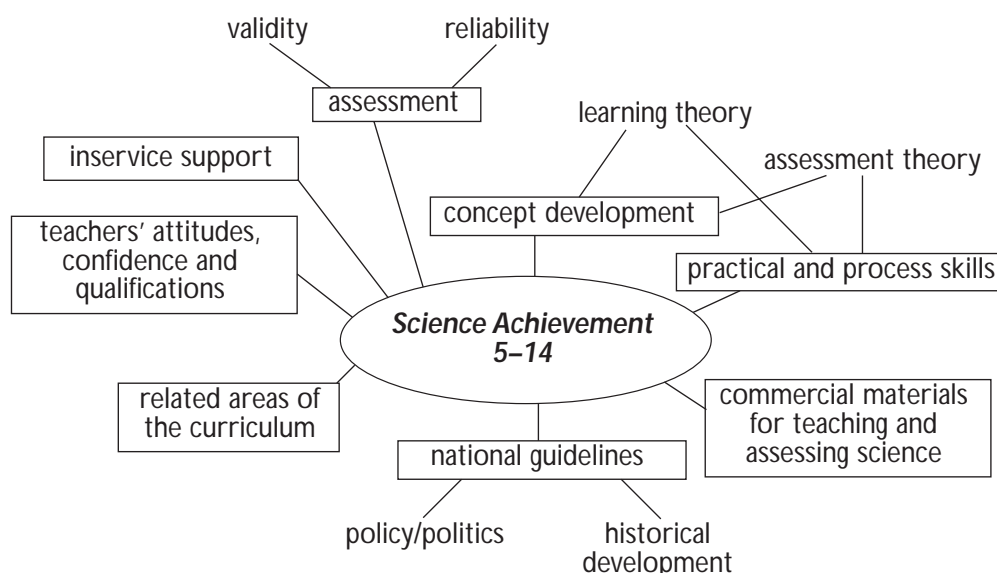 validity
reliability
assessment
learning theory
inservice support
assessment theory
concept development
teachers’ attitudes,
confidence and
qualifications
practical and process skills
Science Achievement
5–14
related areas of
the curriculum
commercial materials
for teaching and
assessing science
national guidelines
policy/politics
historical
development